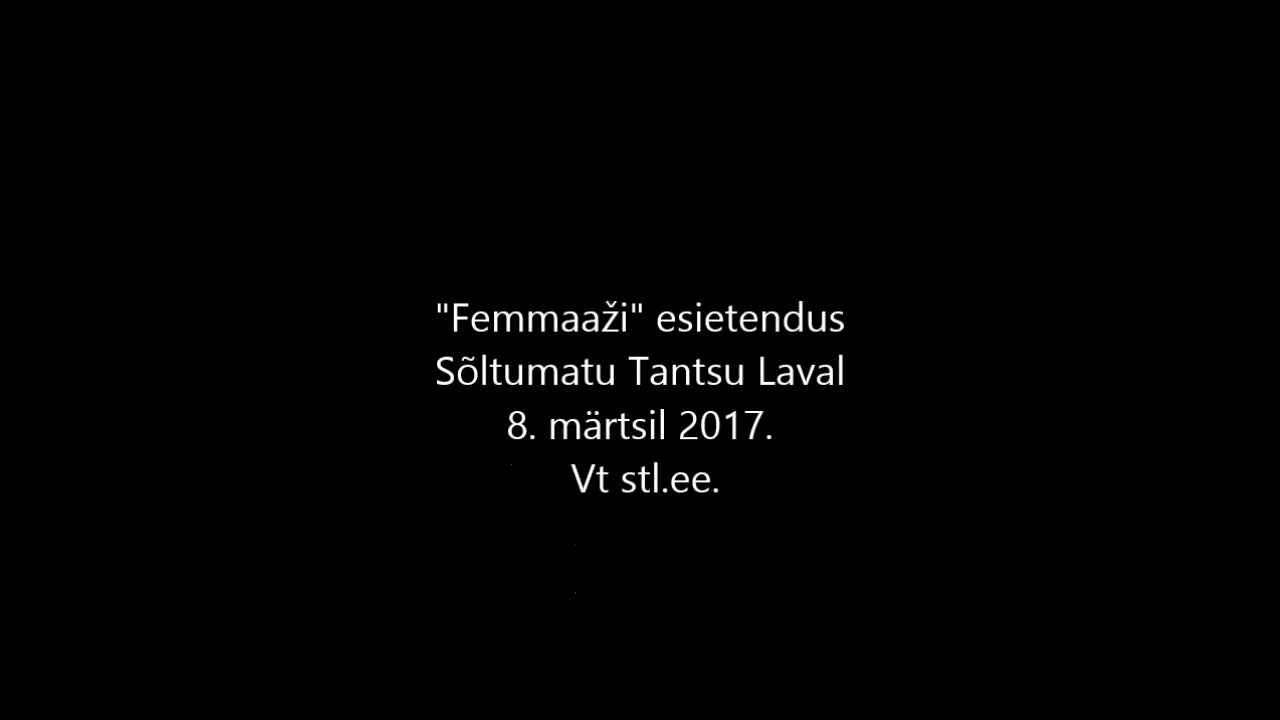 "Femmaaži" esietendus
Sõltumatu Tantsu Laval
8. märtsil 2017.
Vt stl.ee.